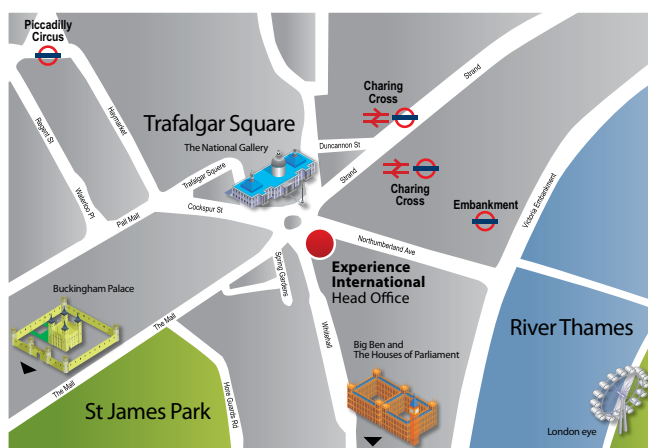 Piccadilly
Circus
Regent St
Haymarket
Waterloo Pl
Pall Mall
Trafalgar Square
The National Gallery
Trafalgar Square
Cockspur St
Duncannon St
Strand
Strand
Charing
Cross
Charing
Cross
Embankment
Victoria Embankment
Northumberland Ave
Experience
International
Head Office
Spring Gardens
Whitehall
Buckingham Palace
The Mall
The Mall
St James Park
Hore Guards Rd
Big Ben and
The Houses of Parliament
River Thames
London eye